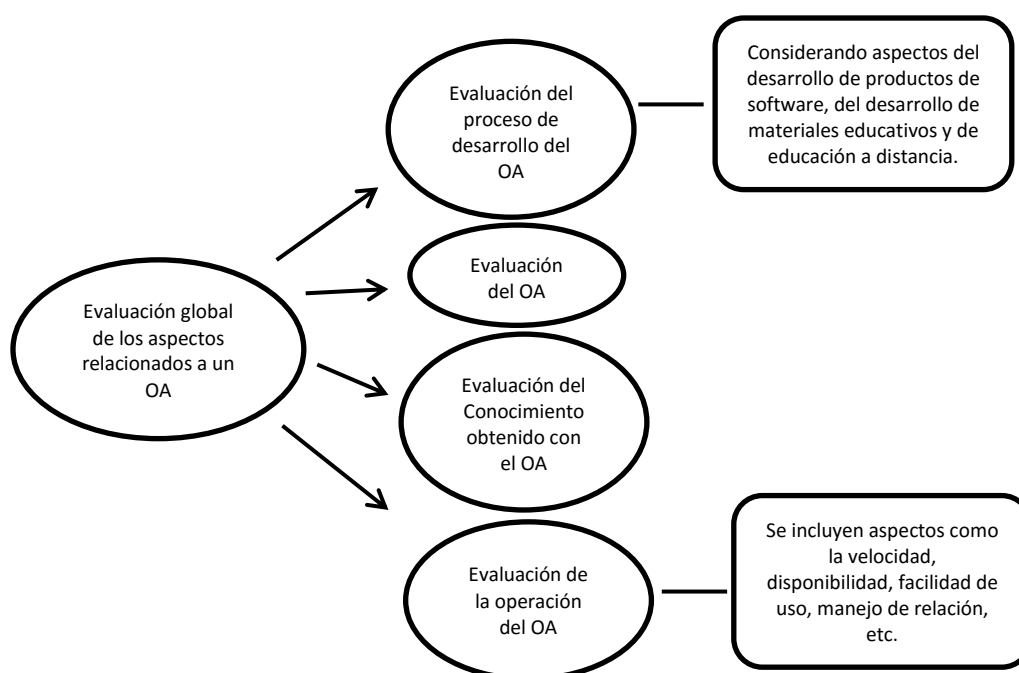 Evaluación global
de los aspectos
relacionados a un
OA
Evaluación del
proceso de
desarrollo del
OA
Considerando aspectos del
desarrollo de productos de
software, del desarrollo de
materiales educativos y de
educación a distancia.
Evaluación
del OA
Evaluación del
Conocimiento
obtenido con
el OA
Evaluación de
la operación
del OA
Se incluyen aspectos como
la velocidad,
disponibilidad, facilidad de
uso, manejo de relación,
etc.